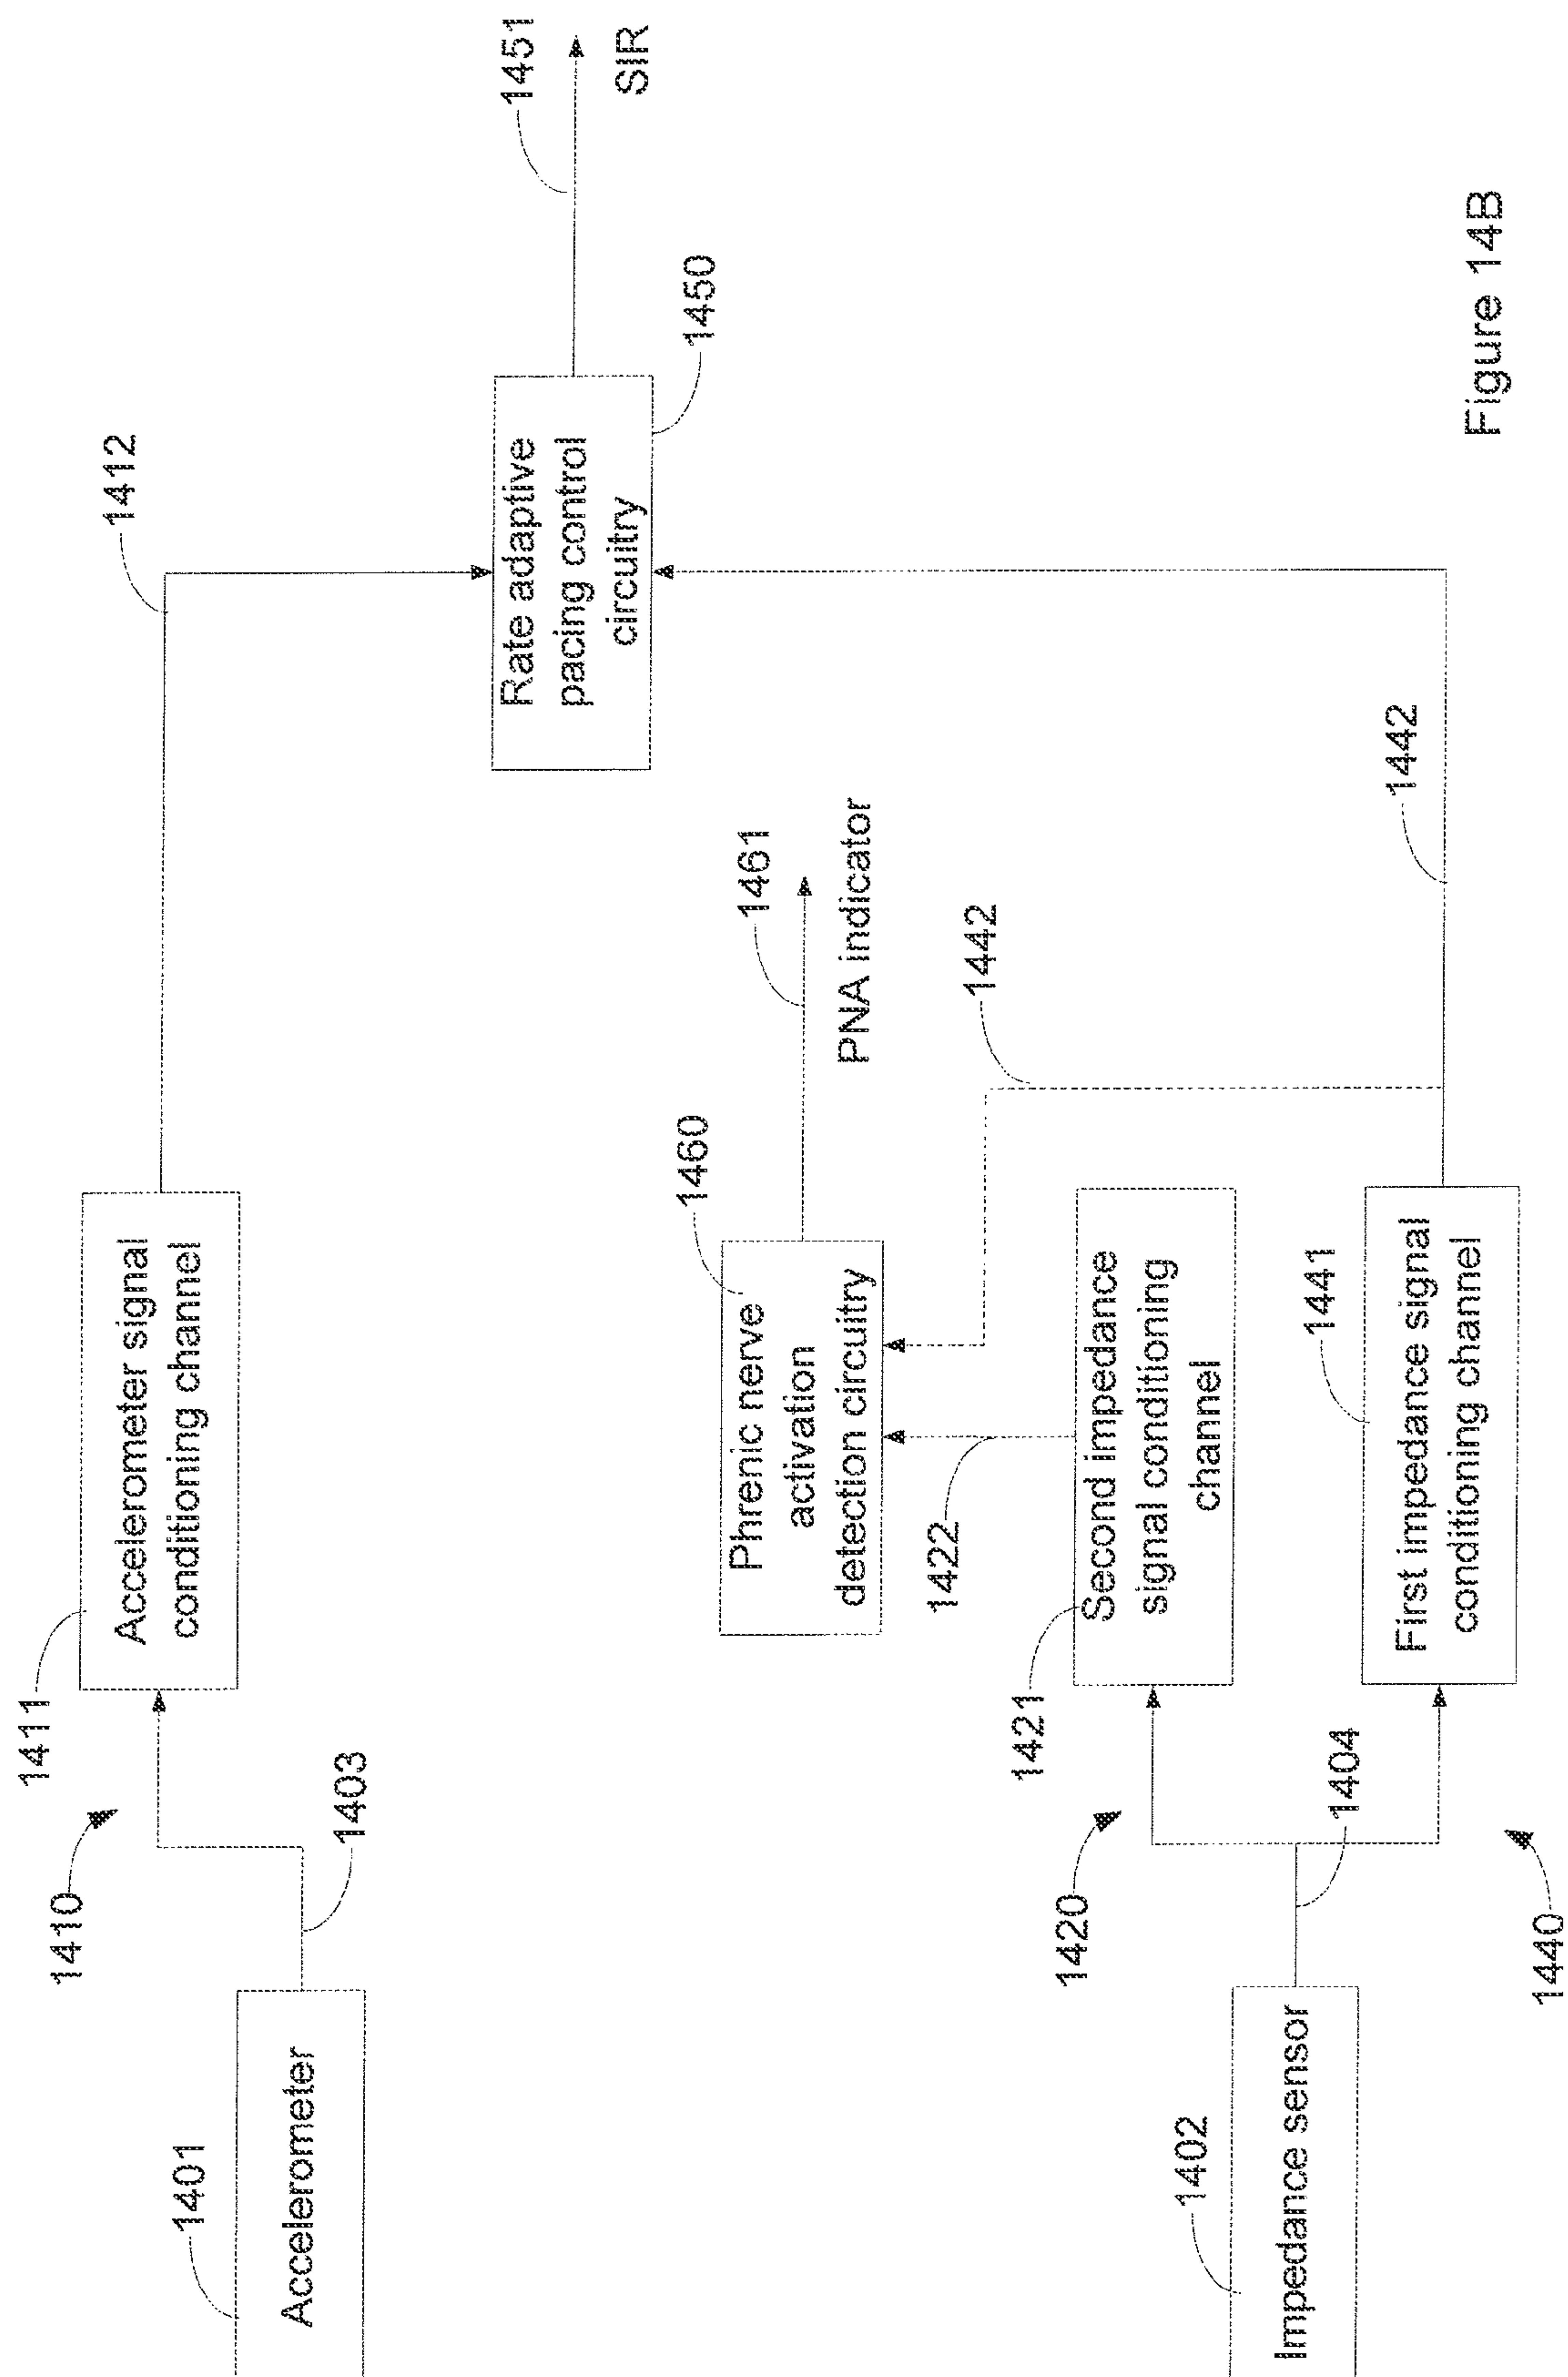 1401
Accelerometer
1403
1410
1411
Accelerometer signal
conditioning channel
1412
Rate adaptive
pacing control
circuitry
1450
1451
SIR
1460
Phrenic nerve
activation
detection circuitry
1461
PNA indicator
1422
1442
1402
Impedance sensor
1404
1420
1421
Second impedance
signal conditioning
channel
1440
1441
First impedance signal
conditioning channel
1442
Figure 14B